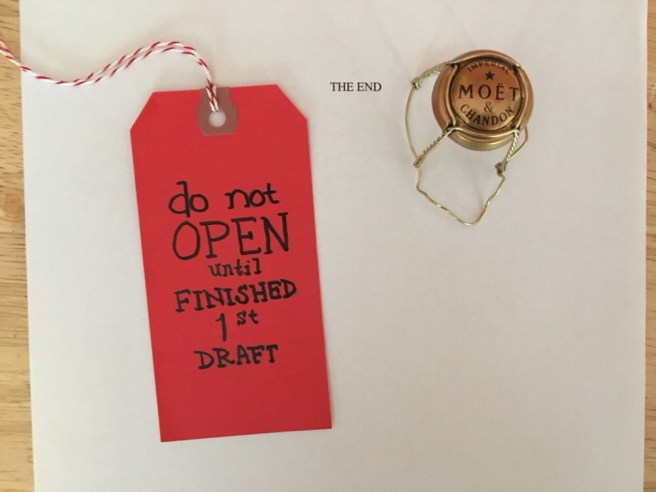 do not
OPEN
until
FINISHED
1st
DRAFT
THE END
IMPERIAL
MOËT
&
CHANDON